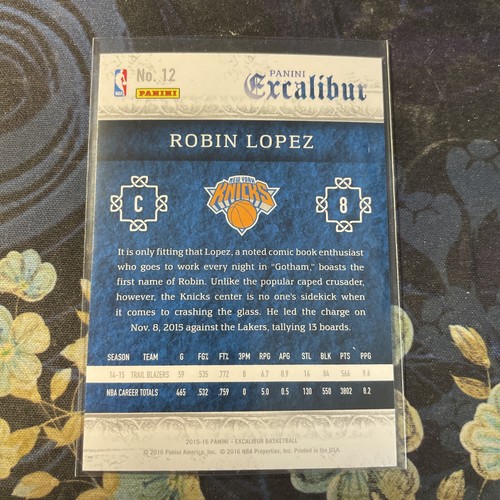 NBA
No. 12
PANINI
PANINI
Excalibur
ROBIN LOPEZ
C
NEW YORK
KNICKS
8
It is only fitting that Lopez, a noted comic book enthusiast
who goes to work every night in “Gotham,” boasts the
first name of Robin. Unlike the popular caped crusader,
however, the Knicks center is no one's sidekick when
it comes to crashing the glass. He led the charge on
Nov. 8, 2015 against the Lakers, tallying 13 boards.
SEASON TEAM G FG% FT% 3PM RPG APG STL BLK PTS PPG
14-15 TRAIL BLAZERS 59 .535 .772 0 6.7 0.9 16 84 566 9.6
NBA CAREER TOTALS 465 .532 .759 0 5.0 0.5 130 550 3802 8.2
2015-16 PANINI – EXCALIBUR BASKETBALL
© 2016 Panini America, Inc. © 2016 NBA Properties, Inc. Printed in the USA.